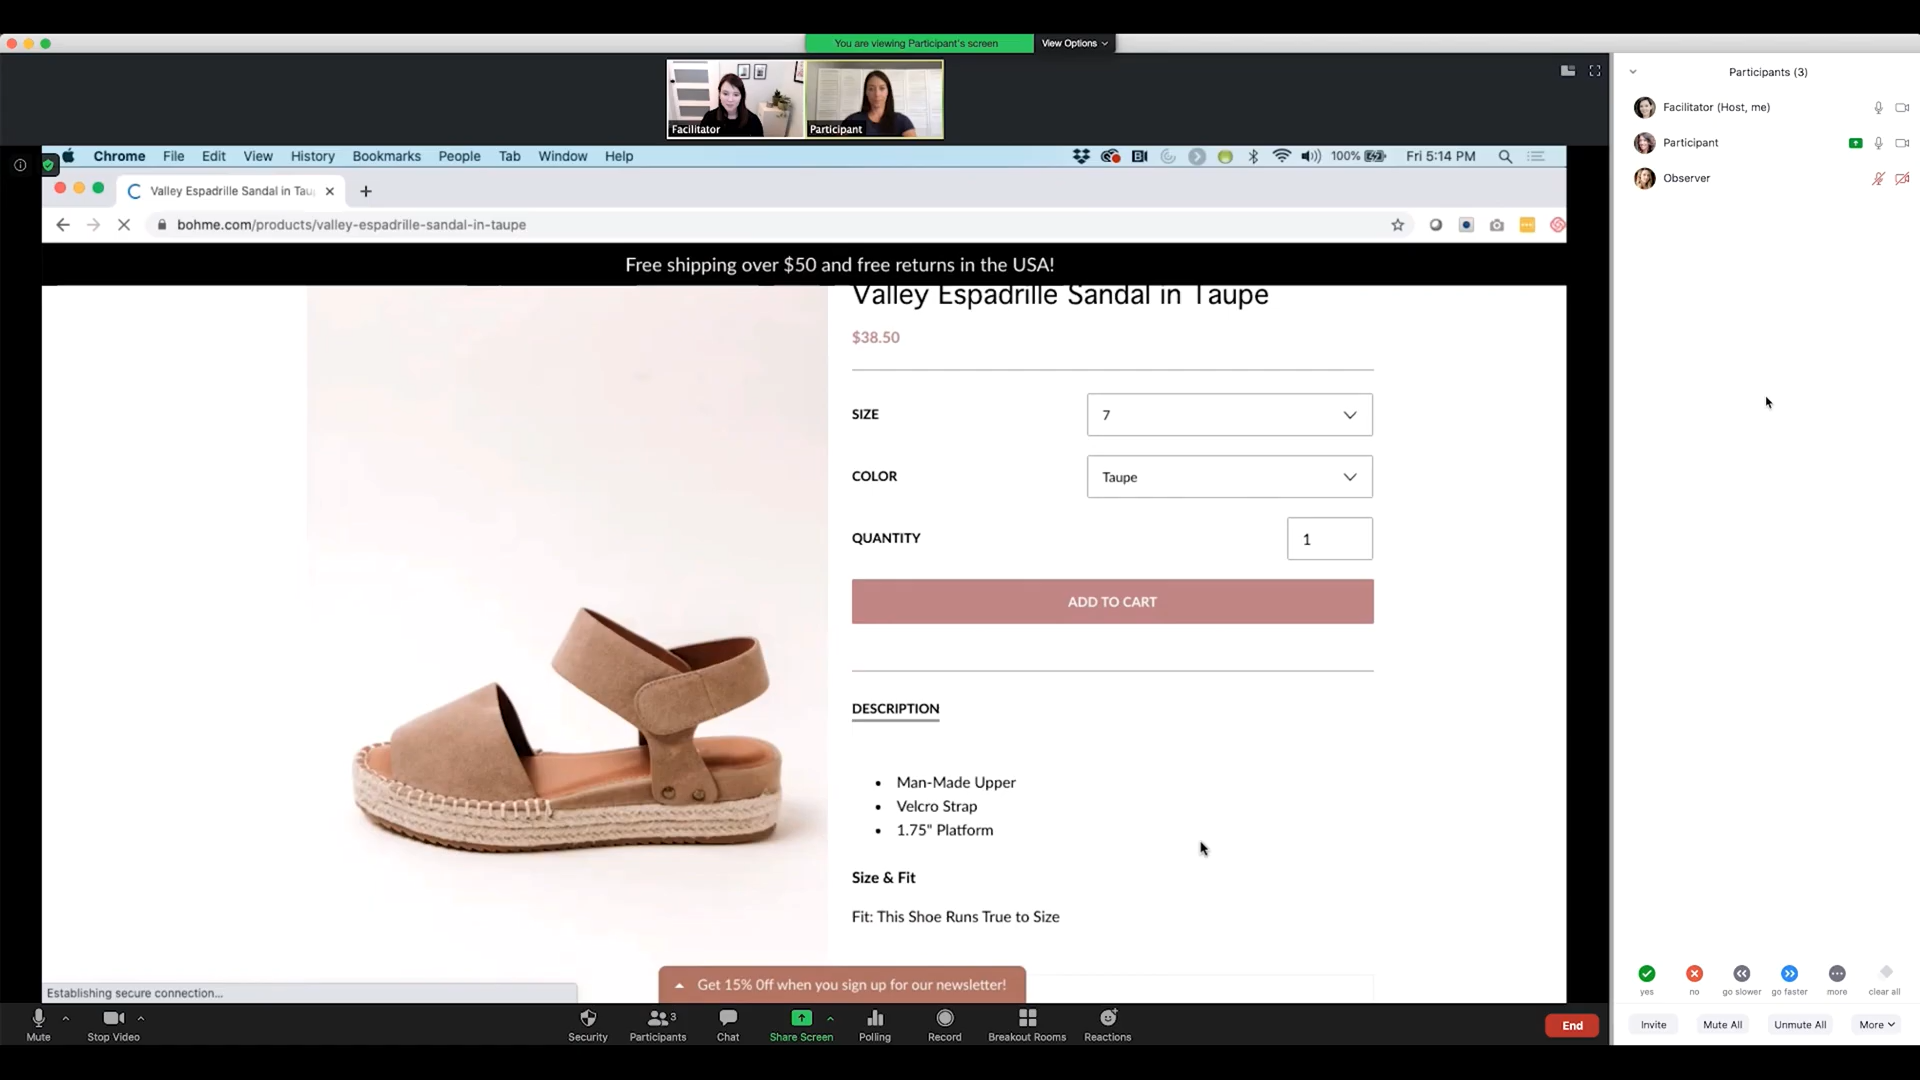 You are viewing Participant's screen
View Options
Facilitator
Participant
Chrome File Edit View History Bookmarks People Tab Window Help
100% Fri 5:14 PM
Valley Espadrille Sandal in Tau
bohme.com/products/valley-espadrille-sandal-in-taupe
Free shipping over $50 and free returns in the USA!
Valley Espadrille Sandal in Taupe
$38.50
SIZE 7
COLOR Taupe
QUANTITY 1
ADD TO CART
DESCRIPTION
Man-Made Upper
Velcro Strap
1.75" Platform
Size & Fit
Fit: This Shoe Runs True to Size
Get 15% Off when you sign up for our newsletter!
Establishing secure connection...
Mute
Stop Video
Security
Participants 3
Chat
Share Screen
Polling
Record
Breakout Rooms
Reactions
End
Participants (3)
Facilitator (Host, me)
Participant
Observer
yes
no
go slower
go faster
more
clear all
Invite
Mute All
Unmute All
More